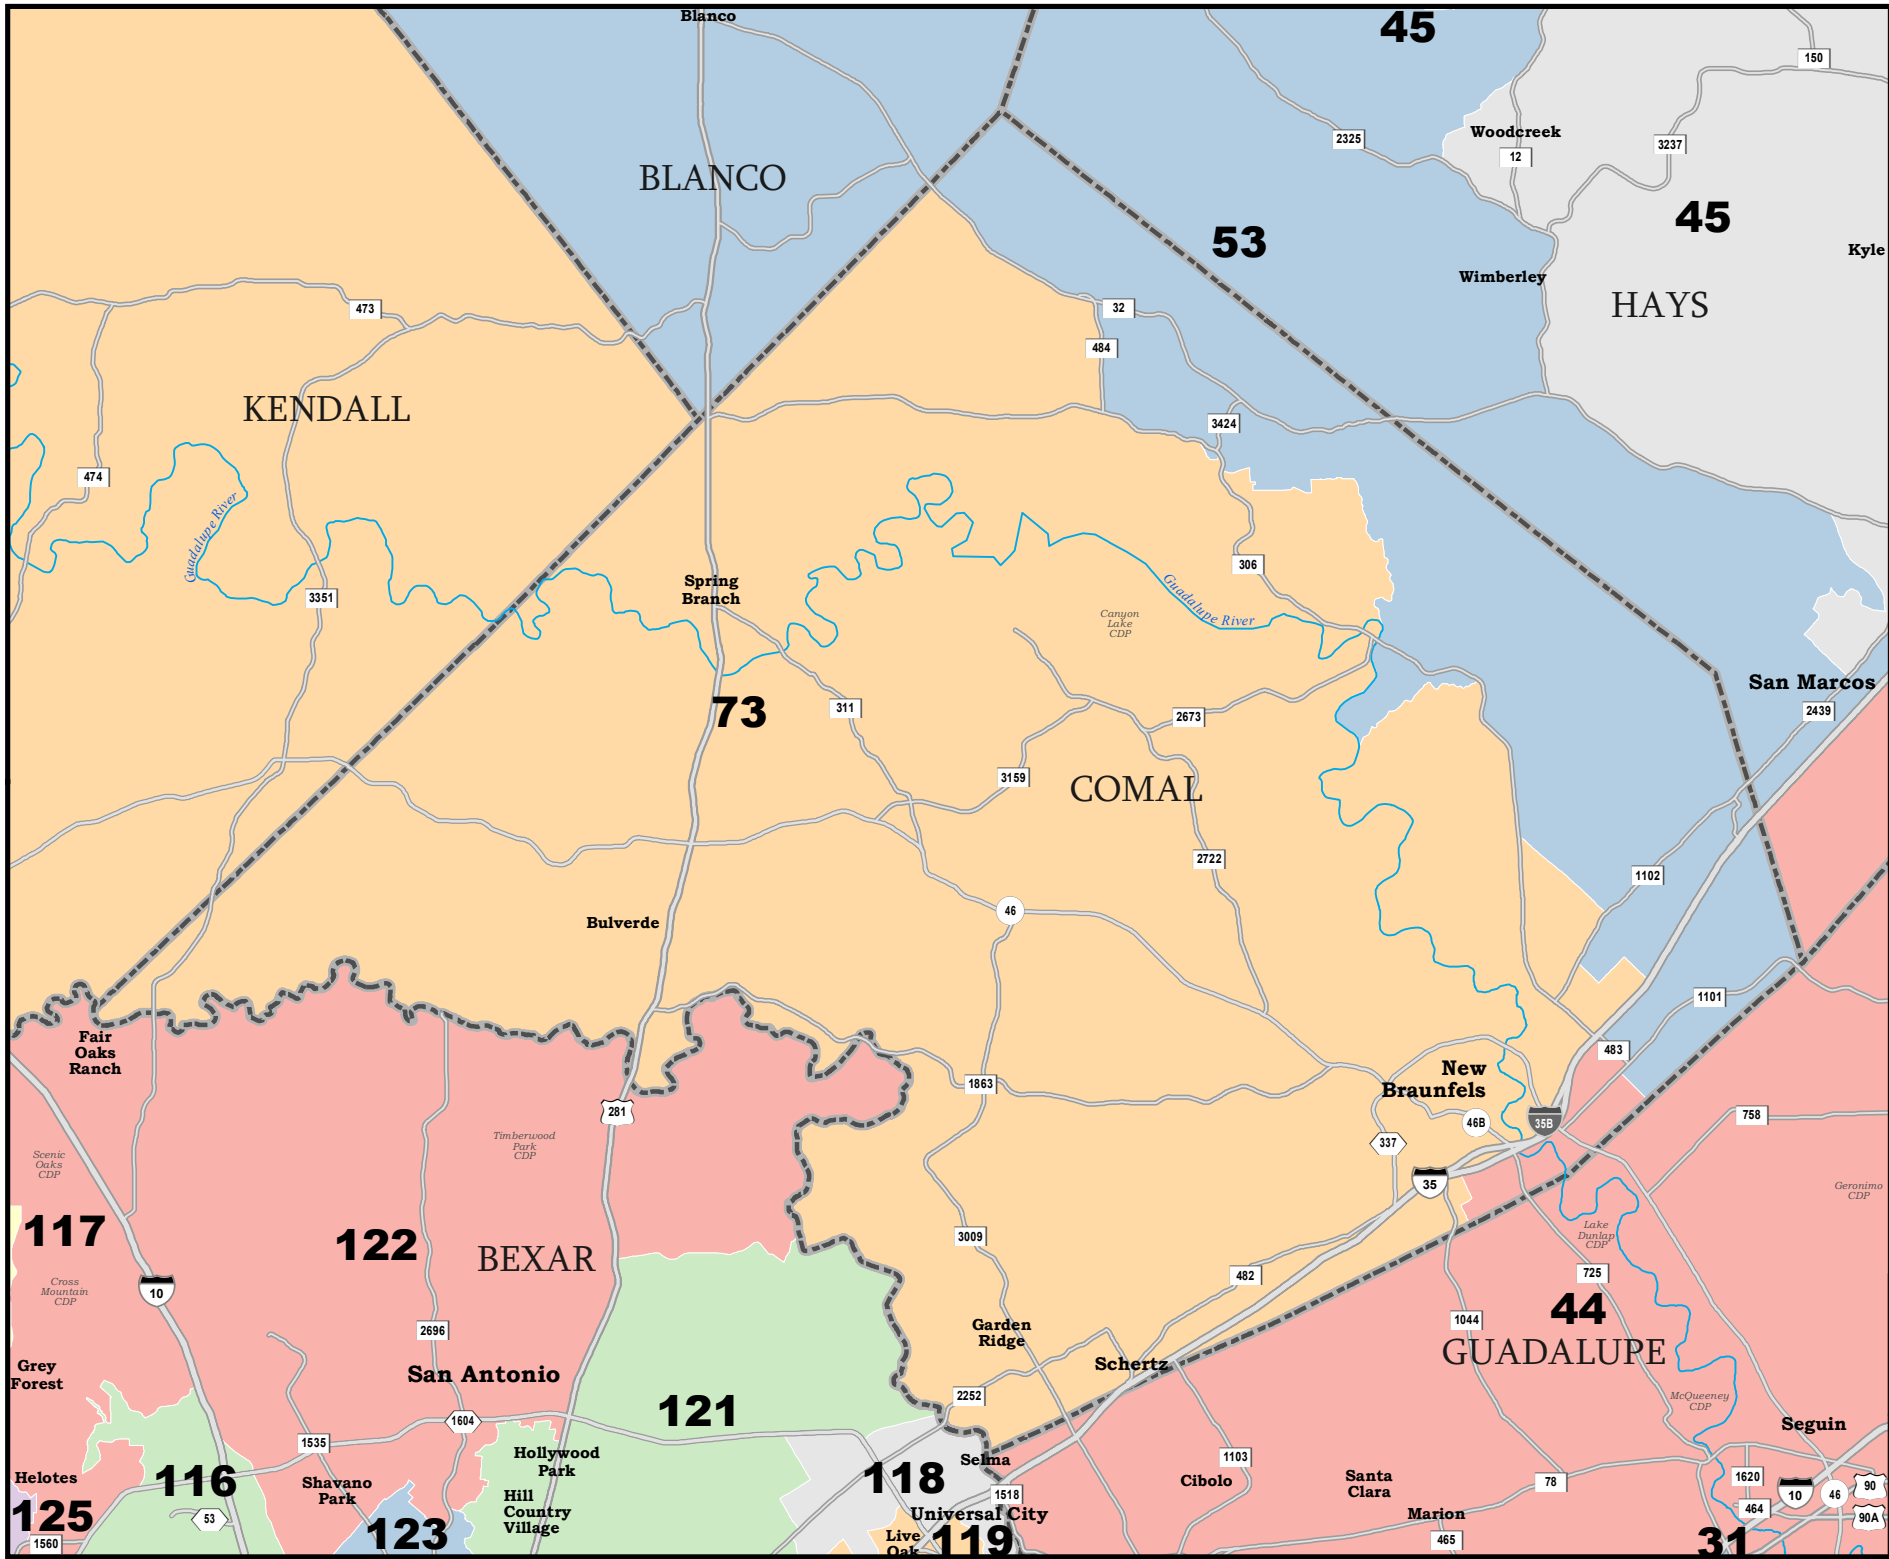 Blanco
45
150
2325
Woodcreek
12
3237
BLANCO
53
45
Wimberley
Kyle
HAYS
473
32
484
KENDALL
3424
474
Guadalupe River
306
3351
Spring
Branch
Guadalupe River
Canyon
Lake
CDP
San Marcos
2439
73
311
2673
3159
COMAL
2722
1102
46
Bulverde
1101
Fair
Oaks
Ranch
483
New
Braunfels
1863
281
46B
35B
758
337
Timberwood
Park
CDP
Scenic
Oaks
CDP
35
Geronimo
CDP
117
122
BEXAR
3009
Lake
Dunlap
CDP
482
725
Cross
Mountain
CDP
10
44
1044
2696
Garden
Ridge
GUADALUPE
Schertz
Grey
Forest
San Antonio
2252
McQueeney
CDP
121
1604
Seguin
1535
Hollywood
Park
Selma
1103
Cibolo
Santa
Clara
78
1620
Helotes
116
Shavano
Park
118
1518
10
46
90
125
53
Hill
Country
Village
Universal City
Marion
464
90A
123
Live
Oak
119
465
31
1560